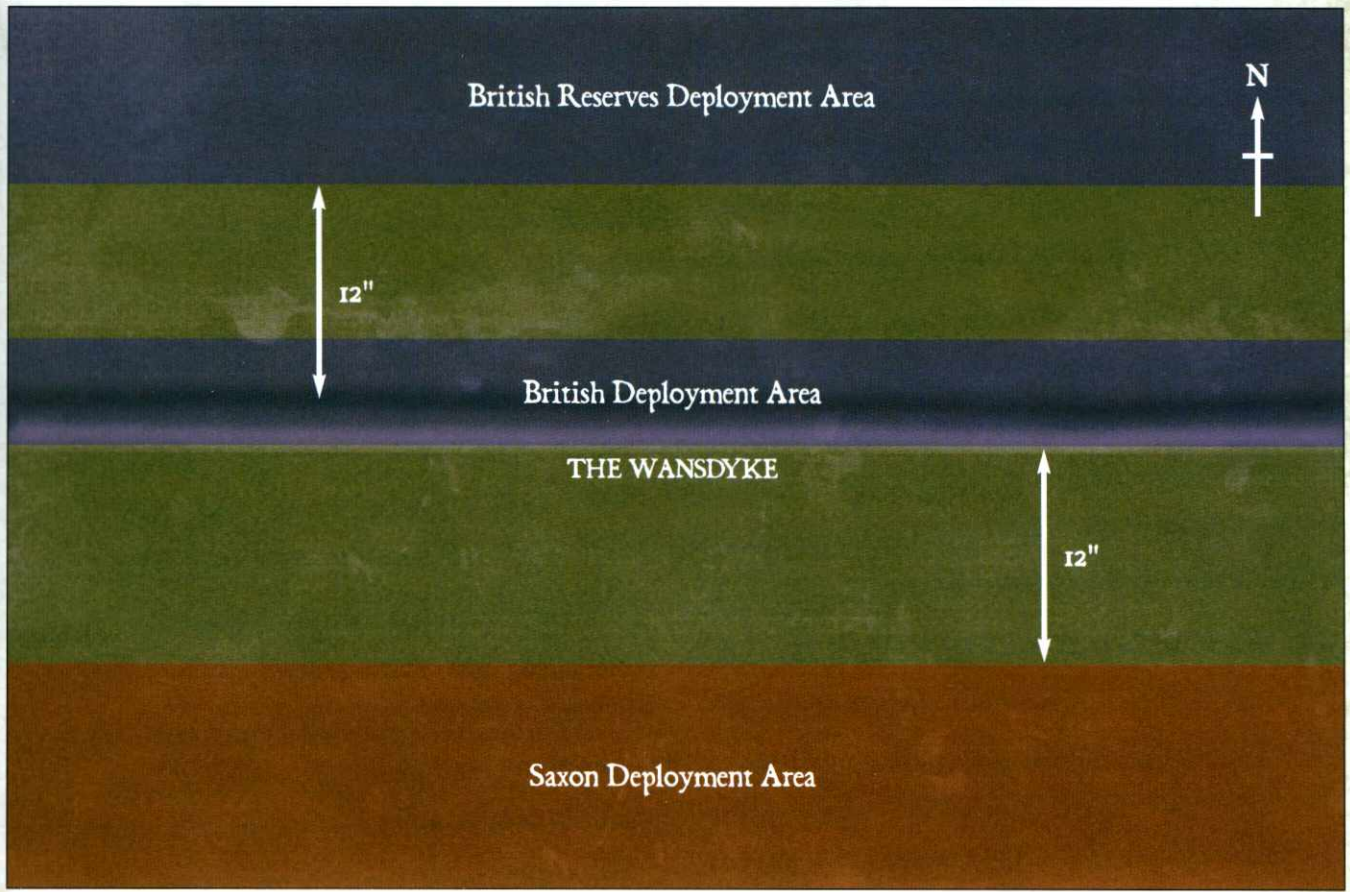 British Reserves Deployment Area
N
12"
British Deployment Area
THE WANSDYKE
12"
Saxon Deployment Area